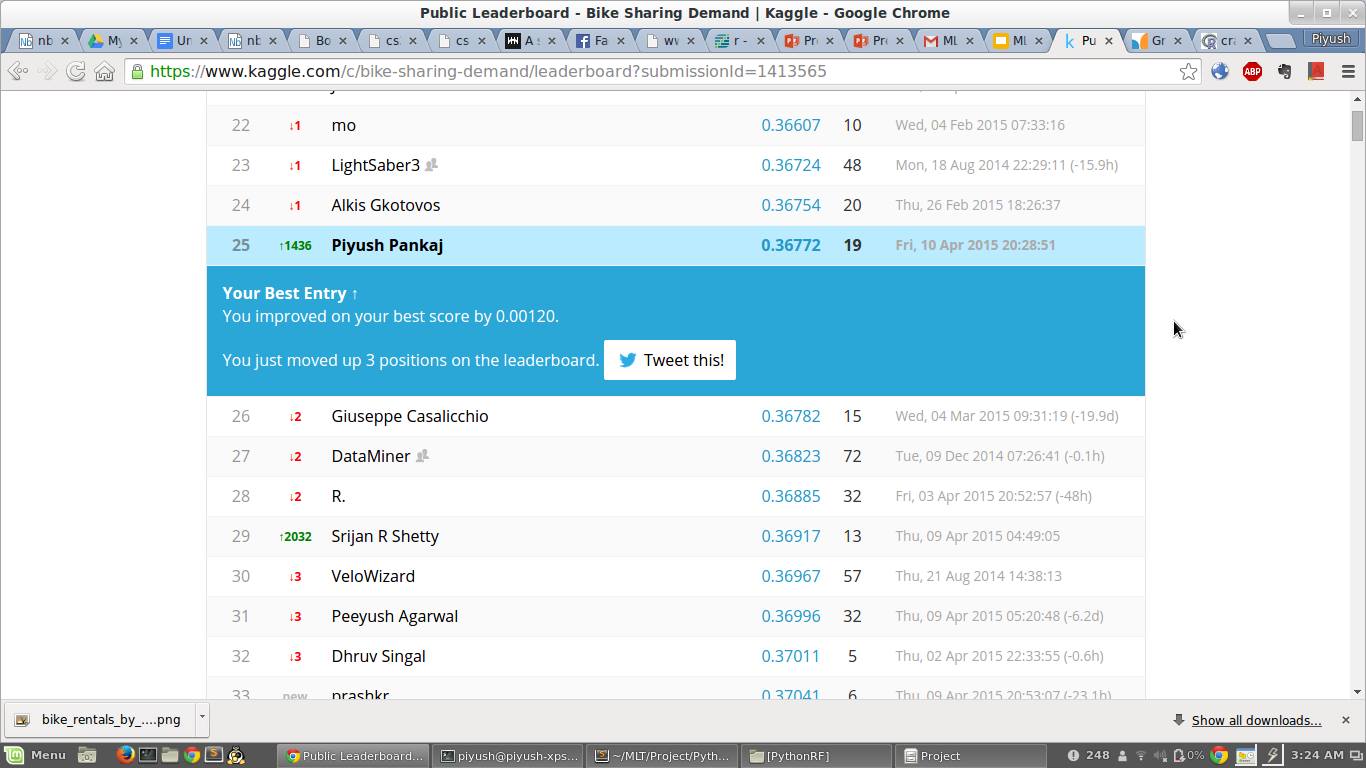 Public Leaderboard - Bike Sharing Demand | Kaggle - Google Chrome
nb My Un nb Bo cs cs A Fa w r - Pr Pr M ML Pu Gr cra Piyush
https://www.kaggle.com/c/bike-sharing-demand/leaderboard?submissionId=1413565 ABP
22 ↓1 mo 0.36607 10 Wed, 04 Feb 2015 07:33:16
23 ↓1 LightSaber3 0.36724 48 Mon, 18 Aug 2014 22:29:11 (-15.9h)
24 ↓1 Alkis Gkotovos 0.36754 20 Thu, 26 Feb 2015 18:26:37
25 ↑1436 Piyush Pankaj 0.36772 19 Fri, 10 Apr 2015 20:28:51
Your Best Entry ↑
You improved on your best score by 0.00120.
You just moved up 3 positions on the leaderboard. Tweet this!
26 ↓2 Giuseppe Casalicchio 0.36782 15 Wed, 04 Mar 2015 09:31:19 (-19.9d)
27 ↓2 DataMiner 0.36823 72 Tue, 09 Dec 2014 07:26:41 (-0.1h)
28 ↓2 R. 0.36885 32 Fri, 03 Apr 2015 20:52:57 (-48h)
29 ↑2032 Srijan R Shetty 0.36917 13 Thu, 09 Apr 2015 04:49:05
30 ↓3 VeloWizard 0.36967 57 Thu, 21 Aug 2014 14:38:13
31 ↓3 Peeyush Agarwal 0.36996 32 Thu, 09 Apr 2015 05:20:48 (-6.2d)
32 ↓3 Dhruv Singal 0.37011 5 Thu, 02 Apr 2015 22:33:55 (-0.6h)
33 new prashkr 0.37041 6 Thu, 09 Apr 2015 20:53:07 (-23.1h)
bike_rentals_by_....png Show all downloads...
Menu Public Leaderboard... piyush@piyush-xps... ~/MLT/Project/Pyth... [PythonRF] Project 248 0% 3:24 AM